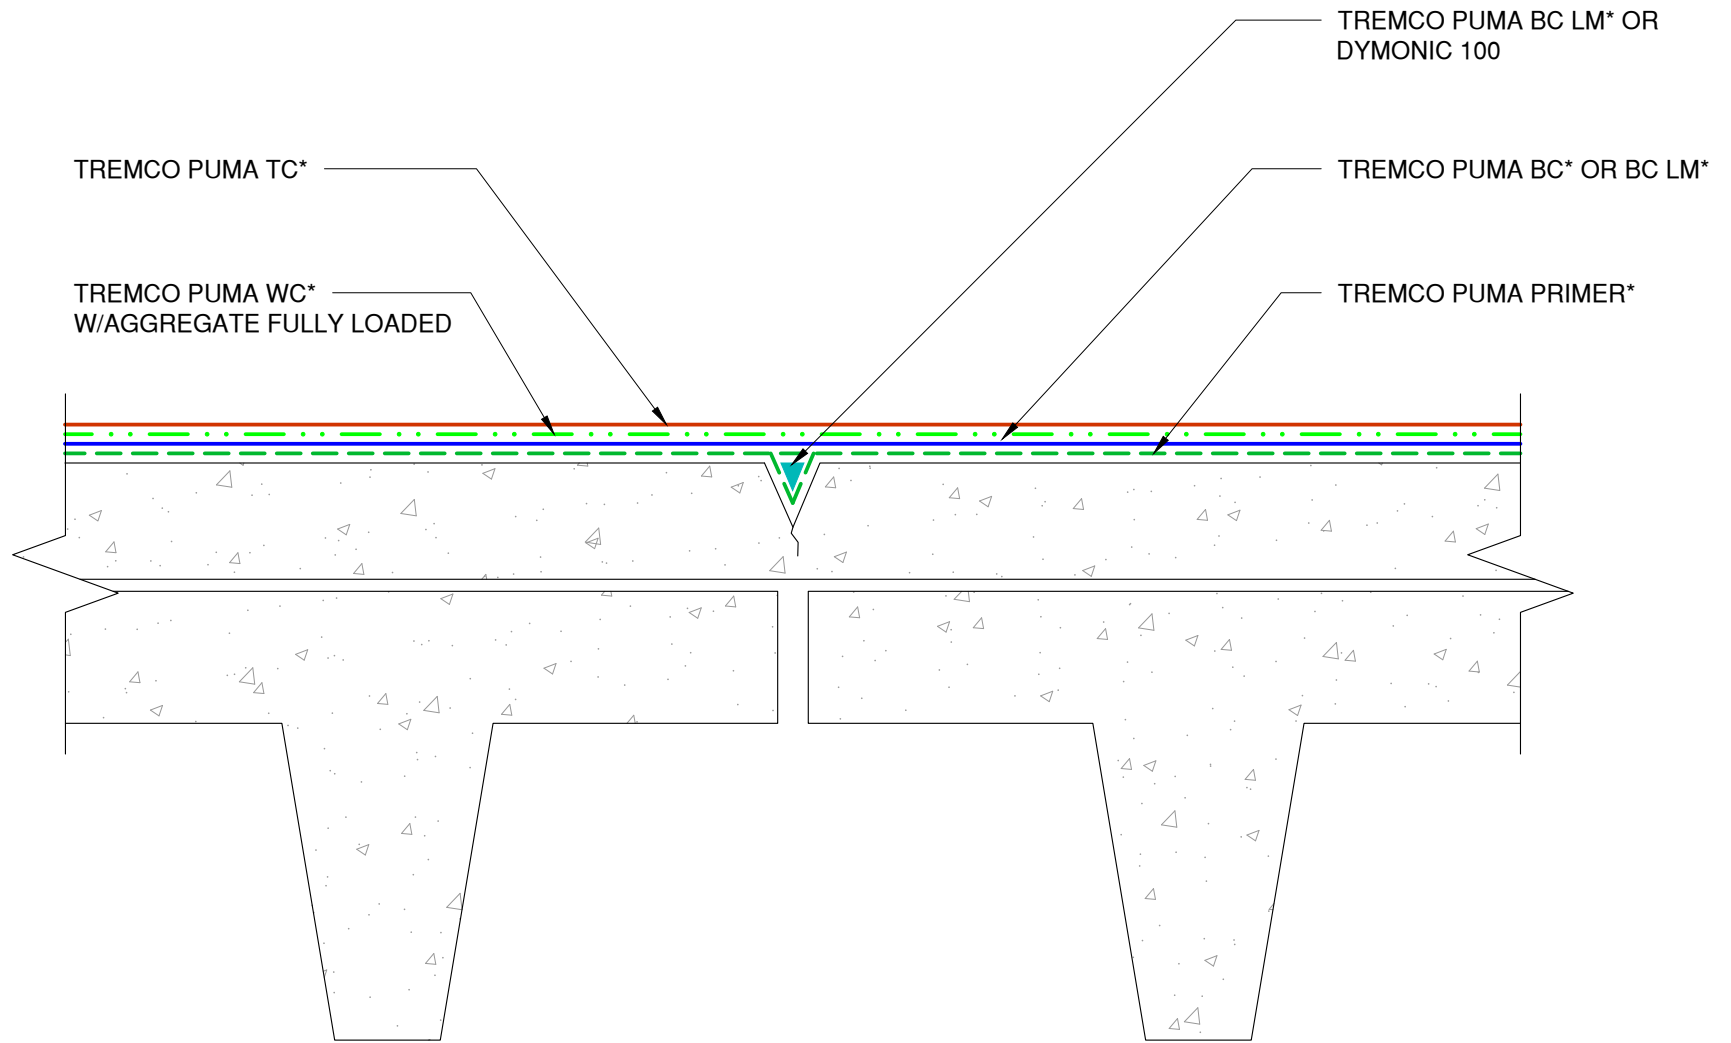 TREMCO PUMA BC LM* OR
DYMONIC 100
TREMCO PUMA TC*
TREMCO PUMA BC* OR BC LM*
TREMCO PUMA WC*
W/AGGREGATE FULLY LOADED
TREMCO PUMA PRIMER*